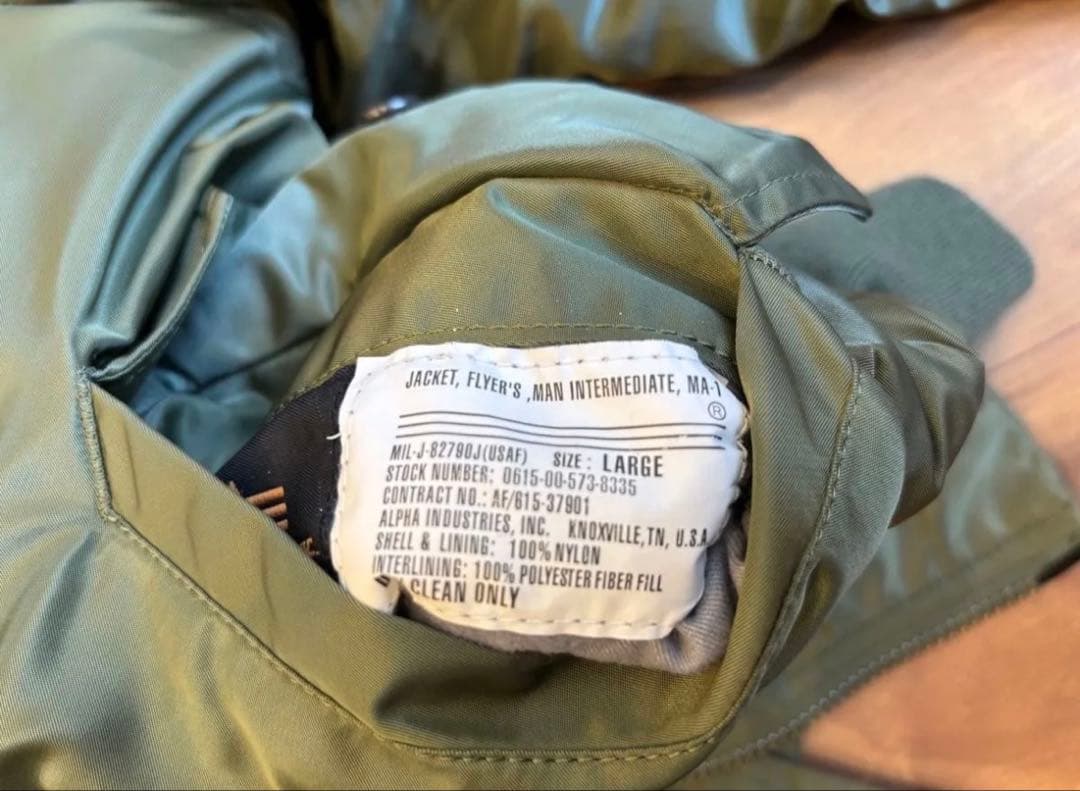 JACKET, FLYER'S ,MAN INTERMEDIATE, MA-1
®
MIL-J-82790J(USAF) SIZE: LARGE
STOCK NUMBER: 0615-00-573-8335
CONTRACT NO.: AF/615-37901
ALPHA INDUSTRIES, INC. KNOXVILLE,TN, U.S.A
SHELL & LINING: 100% NYLON
INTERLINING: 100% POLYESTER FIBER FILL
CLEAN ONLY